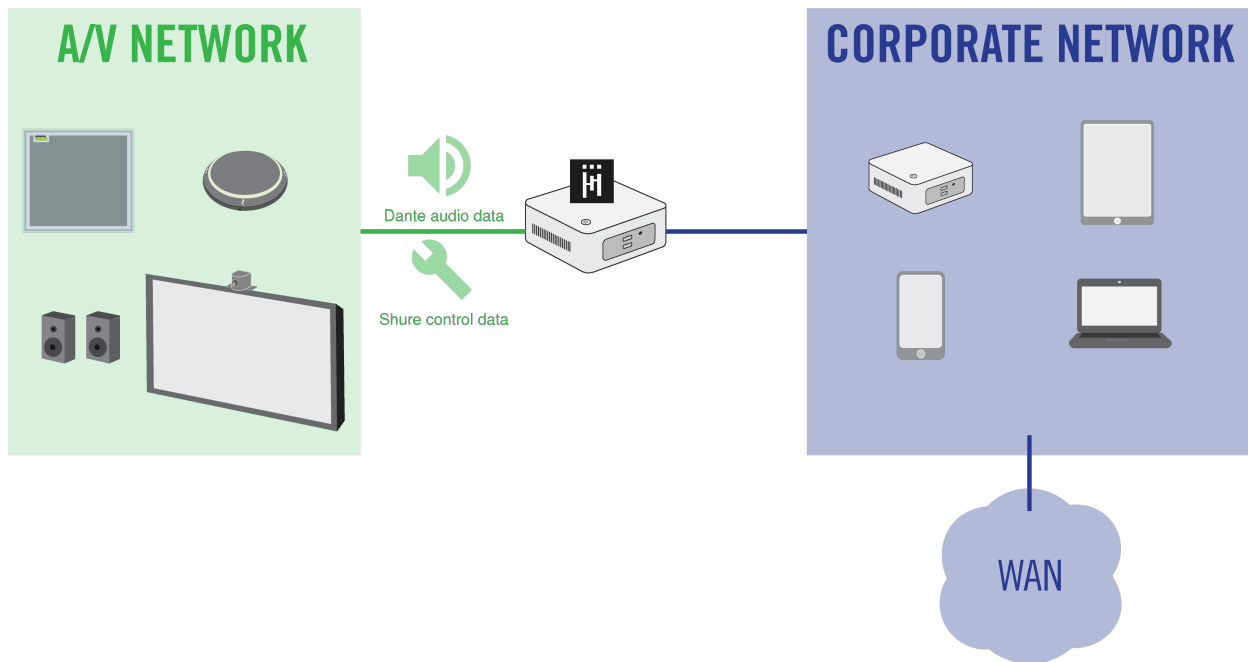 A/V NETWORK
CORPORATE NETWORK
Dante audio data
Shure control data
WAN